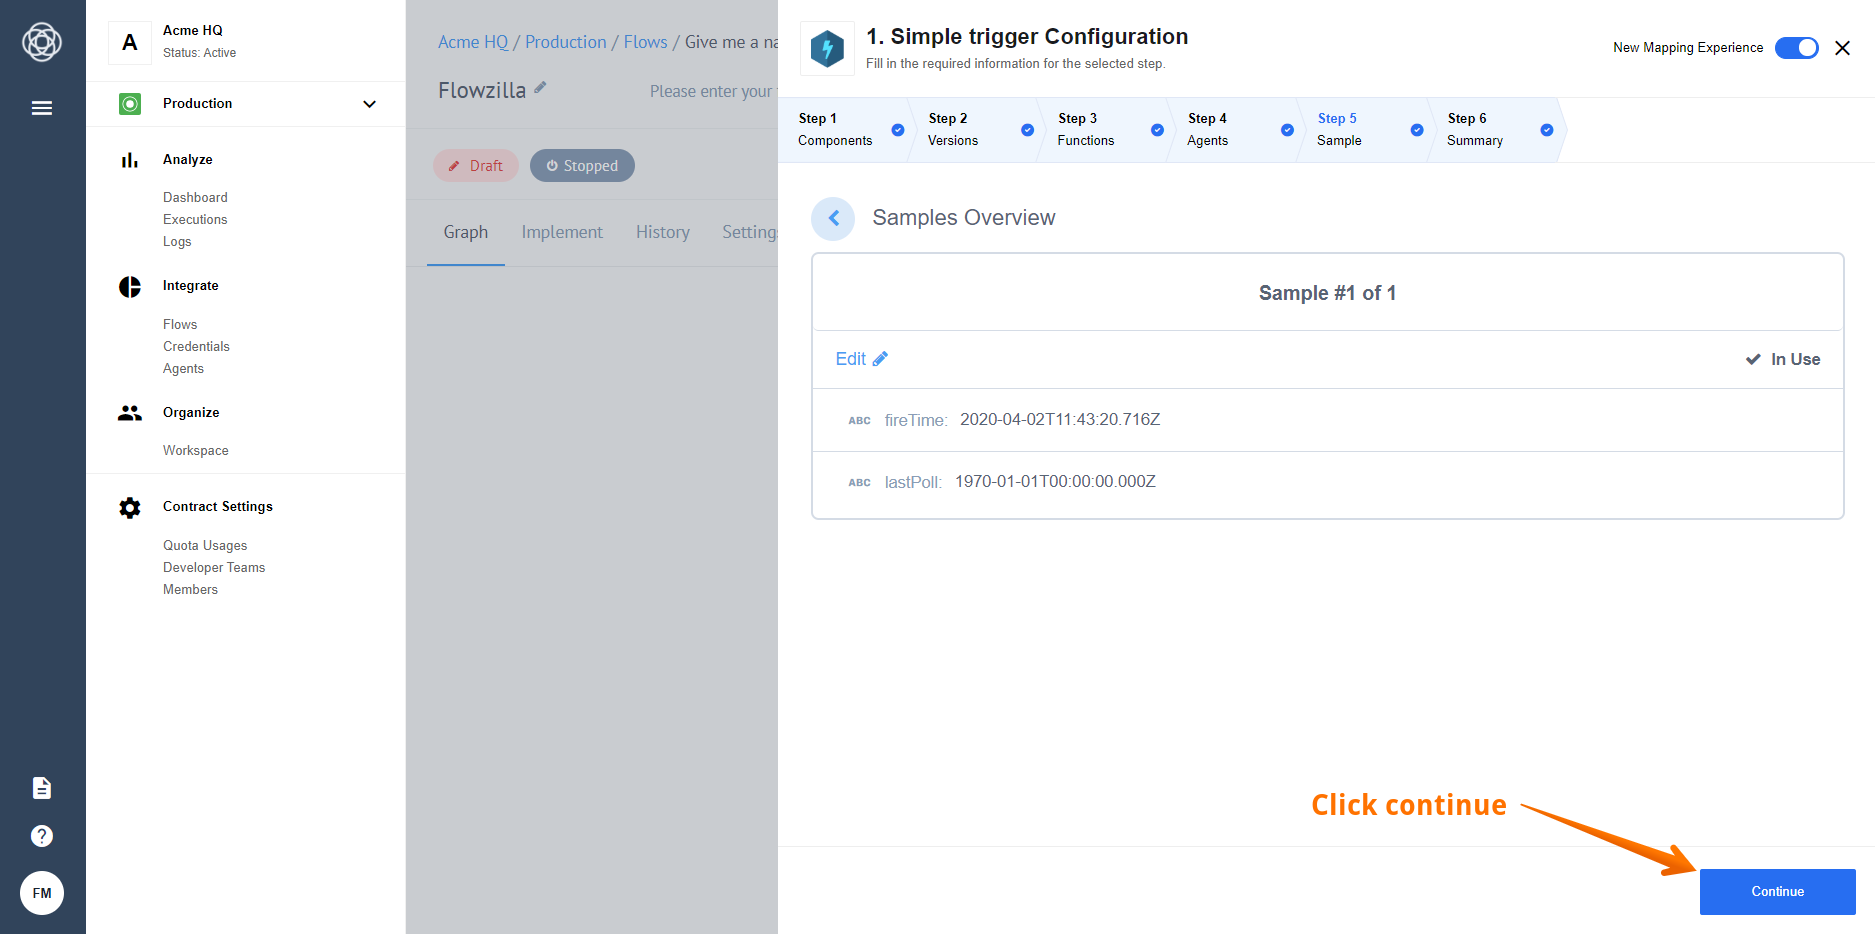 A
Acme HQ
Status: Active
Production
Analyze
Dashboard
Executions
Logs
Integrate
Flows
Credentials
Agents
Organize
Workspace
Contract Settings
Quota Usages
Developer Teams
Members
FM
Acme HQ / Production / Flows / Give me a na
Flowzilla
Please enter your
Draft
Stopped
Graph
Implement
History
Settings
1. Simple trigger Configuration
Fill in the required information for the selected step.
New Mapping Experience
Step 1
Components
Step 2
Versions
Step 3
Functions
Step 4
Agents
Step 5
Sample
Step 6
Summary
Samples Overview
Sample #1 of 1
Edit
In Use
ABC fireTime: 2020-04-02T11:43:20.716Z
ABC lastPoll: 1970-01-01T00:00:00.000Z
Click continue
Continue